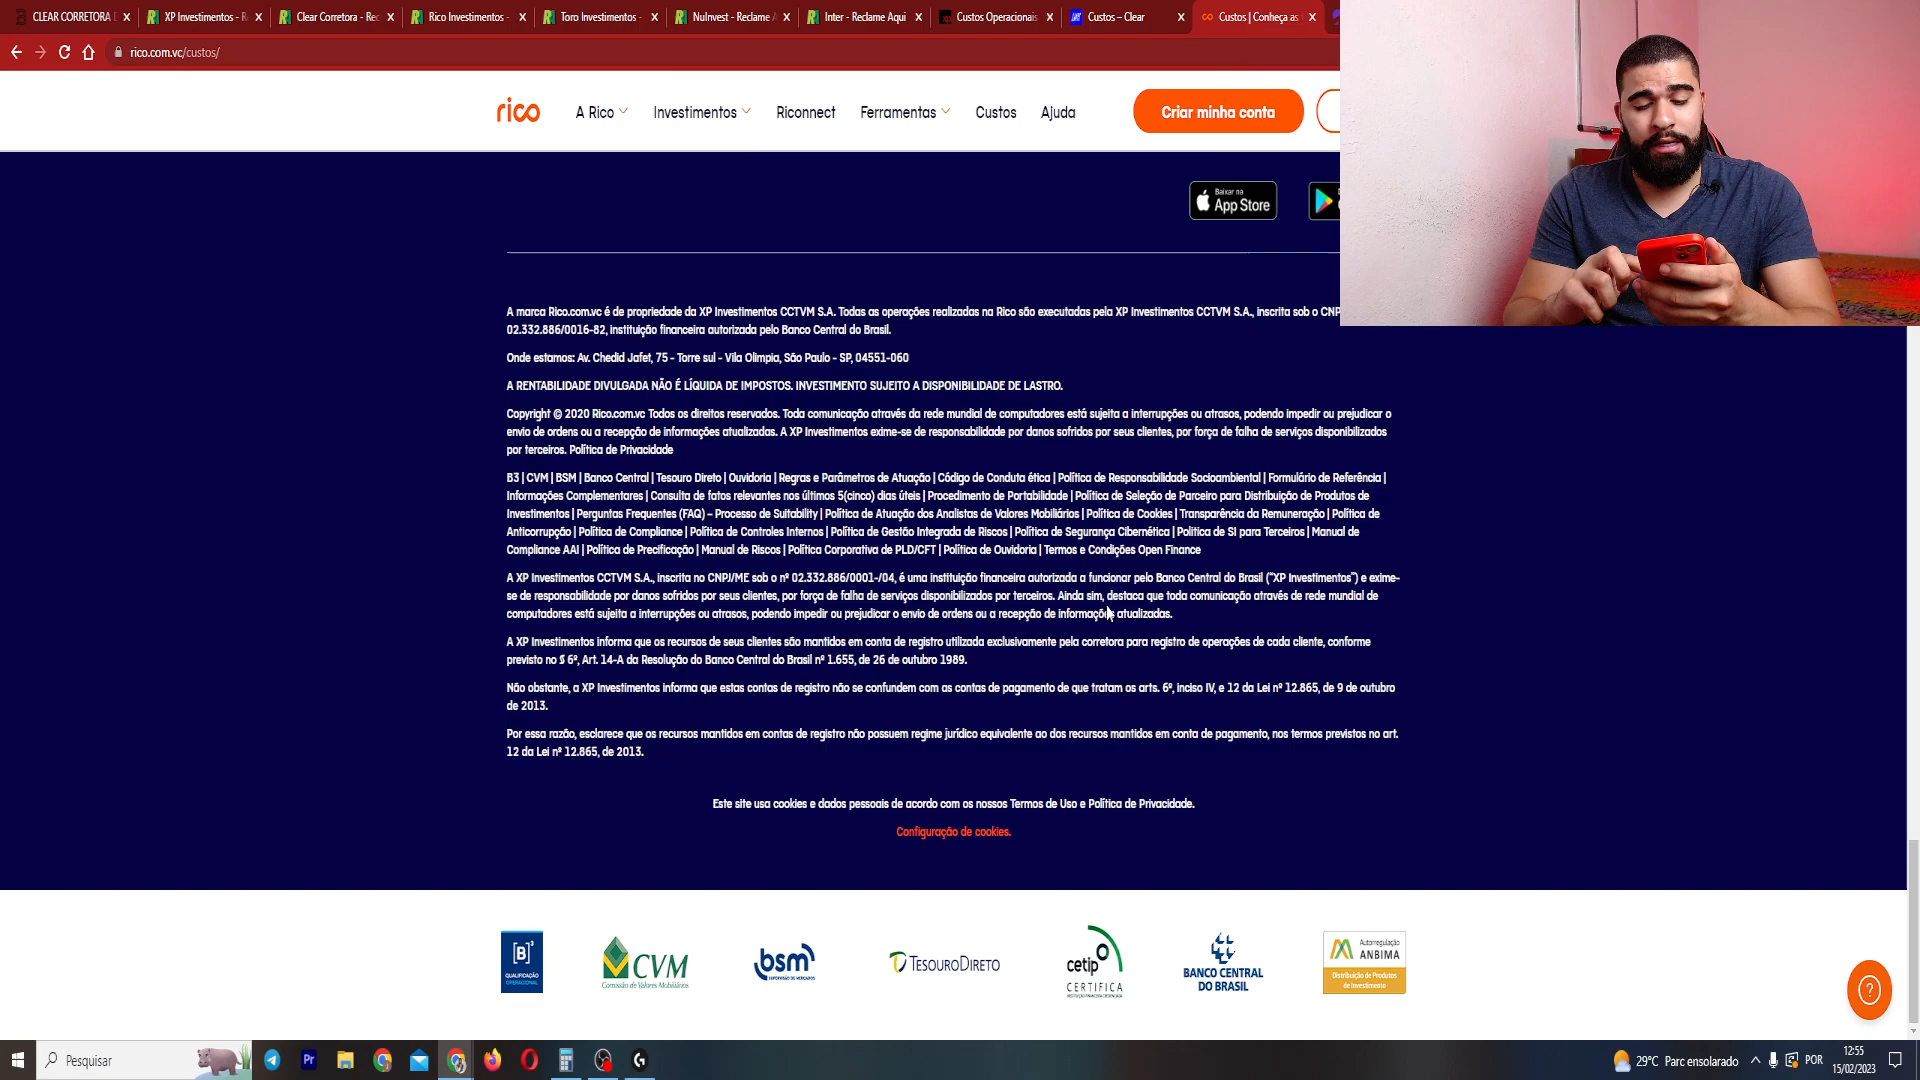 CLEAR CORRETORA
XP Investimentos - R
Clear Corretora - Rec
Rico Investimentos -
Toro Investimentos -
NuInvest - Reclame A
Inter - Reclame Aqui
Custos Operacionais
Custos – Clear
Custos | Conheça as
rico.com.vc/custos/
rico
A Rico
Investimentos
Riconnect
Ferramentas
Custos
Ajuda
Criar minha conta
Baixar na
App Store
A marca Rico.com.vc é de propriedade da XP Investimentos CCTVM S.A. Todas as operações realizadas na Rico são executadas pela XP Investimentos CCTVM S.A., inscrita sob o CNP
02.332.886/0016-82, instituição financeira autorizada pelo Banco Central do Brasil.
Onde estamos: Av. Chedid Jafet, 75 - Torre sul - Vila Olimpia, São Paulo - SP, 04551-060
A RENTABILIDADE DIVULGADA NÃO É LÍQUIDA DE IMPOSTOS. INVESTIMENTO SUJEITO A DISPONIBILIDADE DE LASTRO.
Copyright © 2020 Rico.com.vc Todos os direitos reservados. Toda comunicação através da rede mundial de computadores está sujeita a interrupções ou atrasos, podendo impedir ou prejudicar o
envio de ordens ou a recepção de informações atualizadas. A XP Investimentos exime-se de responsabilidade por danos sofridos por seus clientes, por força de falha de serviços disponibilizados
por terceiros. Política de Privacidade
B3 | CVM | BSM | Banco Central | Tesouro Direto | Ouvidoria | Regras e Parâmetros de Atuação | Código de Conduta ética | Política de Responsabilidade Socioambiental | Formulário de Referência |
Informações Complementares | Consulta de fatos relevantes nos últimos 5(cinco) dias úteis | Procedimento de Portabilidade | Política de Seleção de Parceiro para Distribuição de Produtos de
Investimentos | Perguntas Frequentes (FAQ) – Processo de Suitability | Política de Atuação dos Analistas de Valores Mobiliários | Política de Cookies | Transparência da Remuneração | Política de
Anticorrupção | Política de Compliance | Política de Controles Internos | Política de Gestão Integrada de Riscos | Política de Segurança Cibernética | Politica de SI para Terceiros | Manual de
Compliance AAI | Política de Precificação | Manual de Riscos | Política Corporativa de PLD/CFT | Política de Ouvidoria | Termos e Condições Open Finance
A XP Investimentos CCTVM S.A., inscrita no CNPJ/ME sob o nº 02.332.886/0001-/04, é uma instituição financeira autorizada a funcionar pelo Banco Central do Brasil (“XP Investimentos”) e exime-
se de responsabilidade por danos sofridos por seus clientes, por força de falha de serviços disponibilizados por terceiros. Ainda sim, destaca que toda comunicação através de rede mundial de
computadores está sujeita a interrupções ou atrasos, podendo impedir ou prejudicar o envio de ordens ou a recepção de informações atualizadas.
A XP Investimentos informa que os recursos de seus clientes são mantidos em conta de registro utilizada exclusivamente pela corretora para registro de operações de cada cliente, conforme
previsto no § 6º, Art. 14-A da Resolução do Banco Central do Brasil nº 1.655, de 26 de outubro 1989.
Não obstante, a XP Investimentos informa que estas contas de registro não se confundem com as contas de pagamento de que tratam os arts. 6º, inciso IV, e 12 da Lei nº 12.865, de 9 de outubro
de 2013.
Por essa razão, esclarece que os recursos mantidos em contas de registro não possuem regime jurídico equivalente ao dos recursos mantidos em conta de pagamento, nos termos previstos no art.
12 da Lei nº 12.865, de 2013.
Este site usa cookies e dados pessoais de acordo com os nossos Termos de Uso e Política de Privacidade.
Configuração de cookies.
[B]³
QUALIFICAÇÃO
OPERACIONAL
CVM
Comissão de Valores Mobiliários
bsm
SUPERVISÃO DE MERCADOS
TESOURODIRETO
cetip
CERTIFICA
BANCO CENTRAL
DO BRASIL
Autorregulação
ANBIMA
Distribuição de Produtos
de Investimento
?
Pesquisar
Pr
29°C Parc ensolarado
POR
12:55
15/02/2023